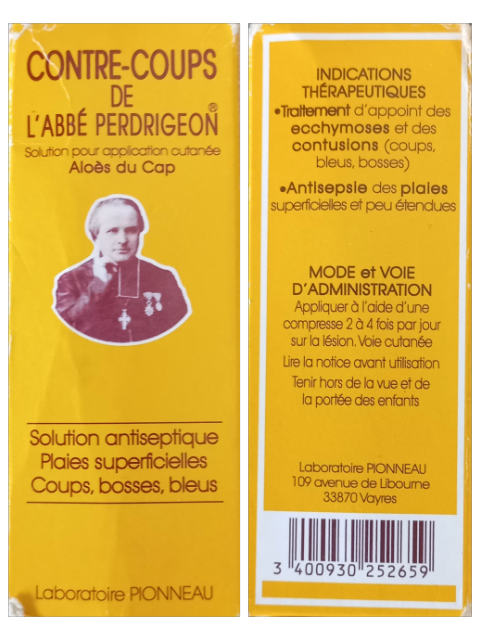 CONTRE-COUPS
DE
L'ABBÉ PERDRIGEON®
Solution pour application cutanée
Aloès du Cap
Solution antiseptique
Plaies superficielles
Coups, bosses, bleus
Laboratoire PIONNEAU
INDICATIONS
THÉRAPEUTIQUES
•Traitement d'appoint des
ecchymoses et des
contusions (coups,
bleus, bosses)
•Antisepsie des plaies
superficielles et peu étendues
MODE et VOIE
D'ADMINISTRATION
Appliquer à l'aide d'une
compresse 2 à 4 fois par jour
sur la lésion. Voie cutanée
Lire la notice avant utilisation
Tenir hors de la vue et de
la portée des enfants
Laboratoire PIONNEAU
109 avenue de Libourne
33870 Vayres
3 400930 252659